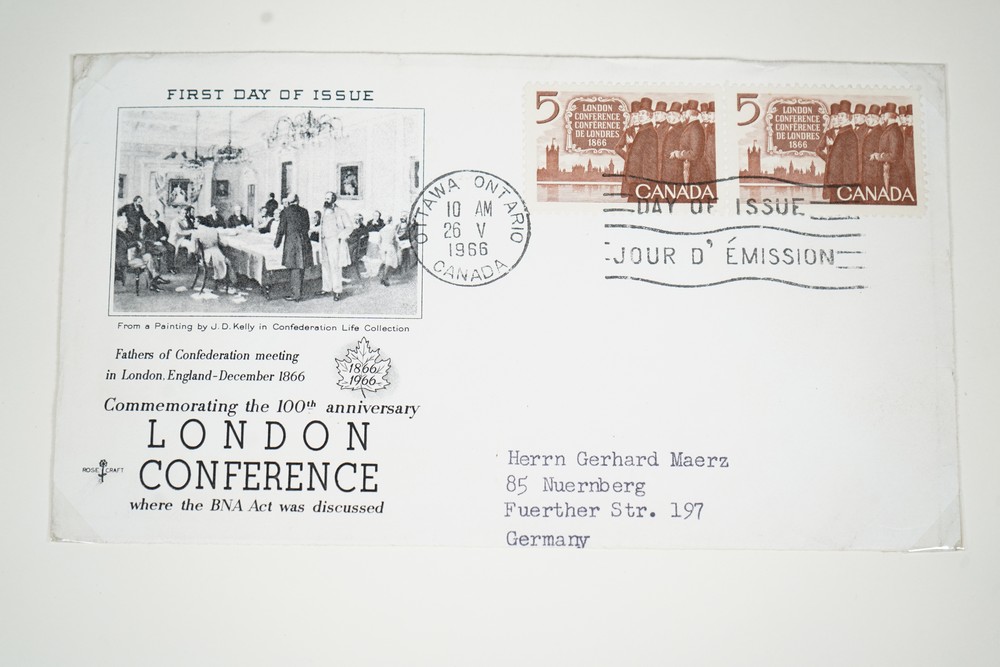 FIRST DAY OF ISSUE
From a Painting by J. D. Kelly in Confederation Life Collection
Fathers of Confederation meeting
in London, England-December 1866
1866
1966
Commemorating the 100th anniversary
LONDON
CONFERENCE
where the BNA Act was discussed
ROSE CRAFT
OTTAWA ONTARIO
10 AM
26 V
1966
CANADA
5
LONDON
CONFERENCE
CONFÉRENCE
DE LONDRES
1866
CANADA
5
LONDON
CONFERENCE
CONFÉRENCE
DE LONDRES
1866
CANADA
DAY OF ISSUE
JOUR D' ÉMISSION
Herrn Gerhard Maerz
85 Nuernberg
Fuerther Str. 197
Germany